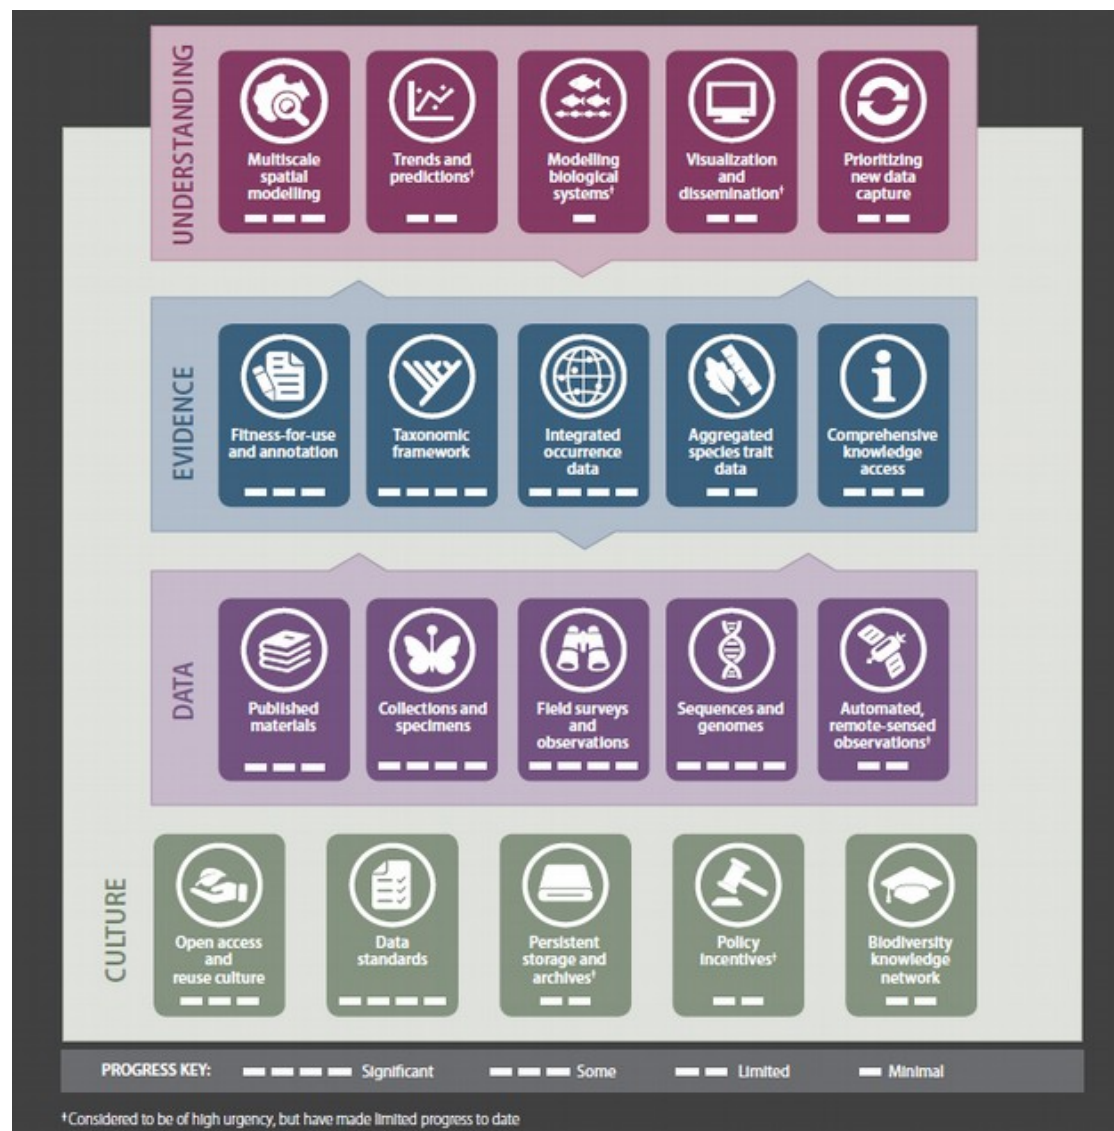 UNDERSTANDING
Multiscale
spatial
modelling
Trends and
predictions†
Modelling
biological
systems†
Visualization
and
dissemination†
Prioritizing
new data
capture
EVIDENCE
Fitness-for-use
and annotation
Taxonomic
framework
Integrated
occurrence
data
Aggregated
species trait
data
Comprehensive
knowledge
access
DATA
Published
materials
Collections and
specimens
Field surveys
and
observations
Sequences and
genomes
Automated,
remote-sensed
observations†
CULTURE
Open access
and
reuse culture
Data
standards
Persistent
storage and
archives†
Policy
incentives†
Biodiversity
knowledge
network
PROGRESS KEY: Significant Some Limited Minimal
†Considered to be of high urgency, but have made limited progress to date